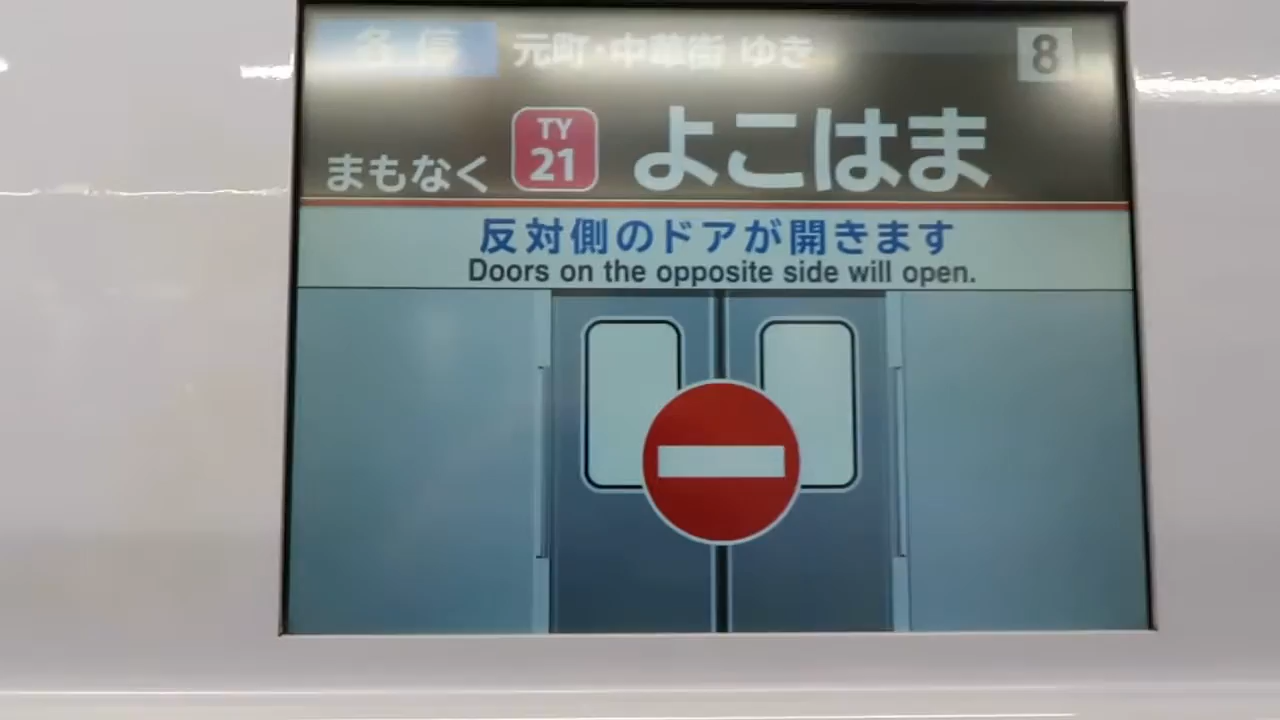 各停 元町・中華街 ゆき 8
まもなく TY 21 よこはま
反対側のドアが開きます
Doors on the opposite side will open.